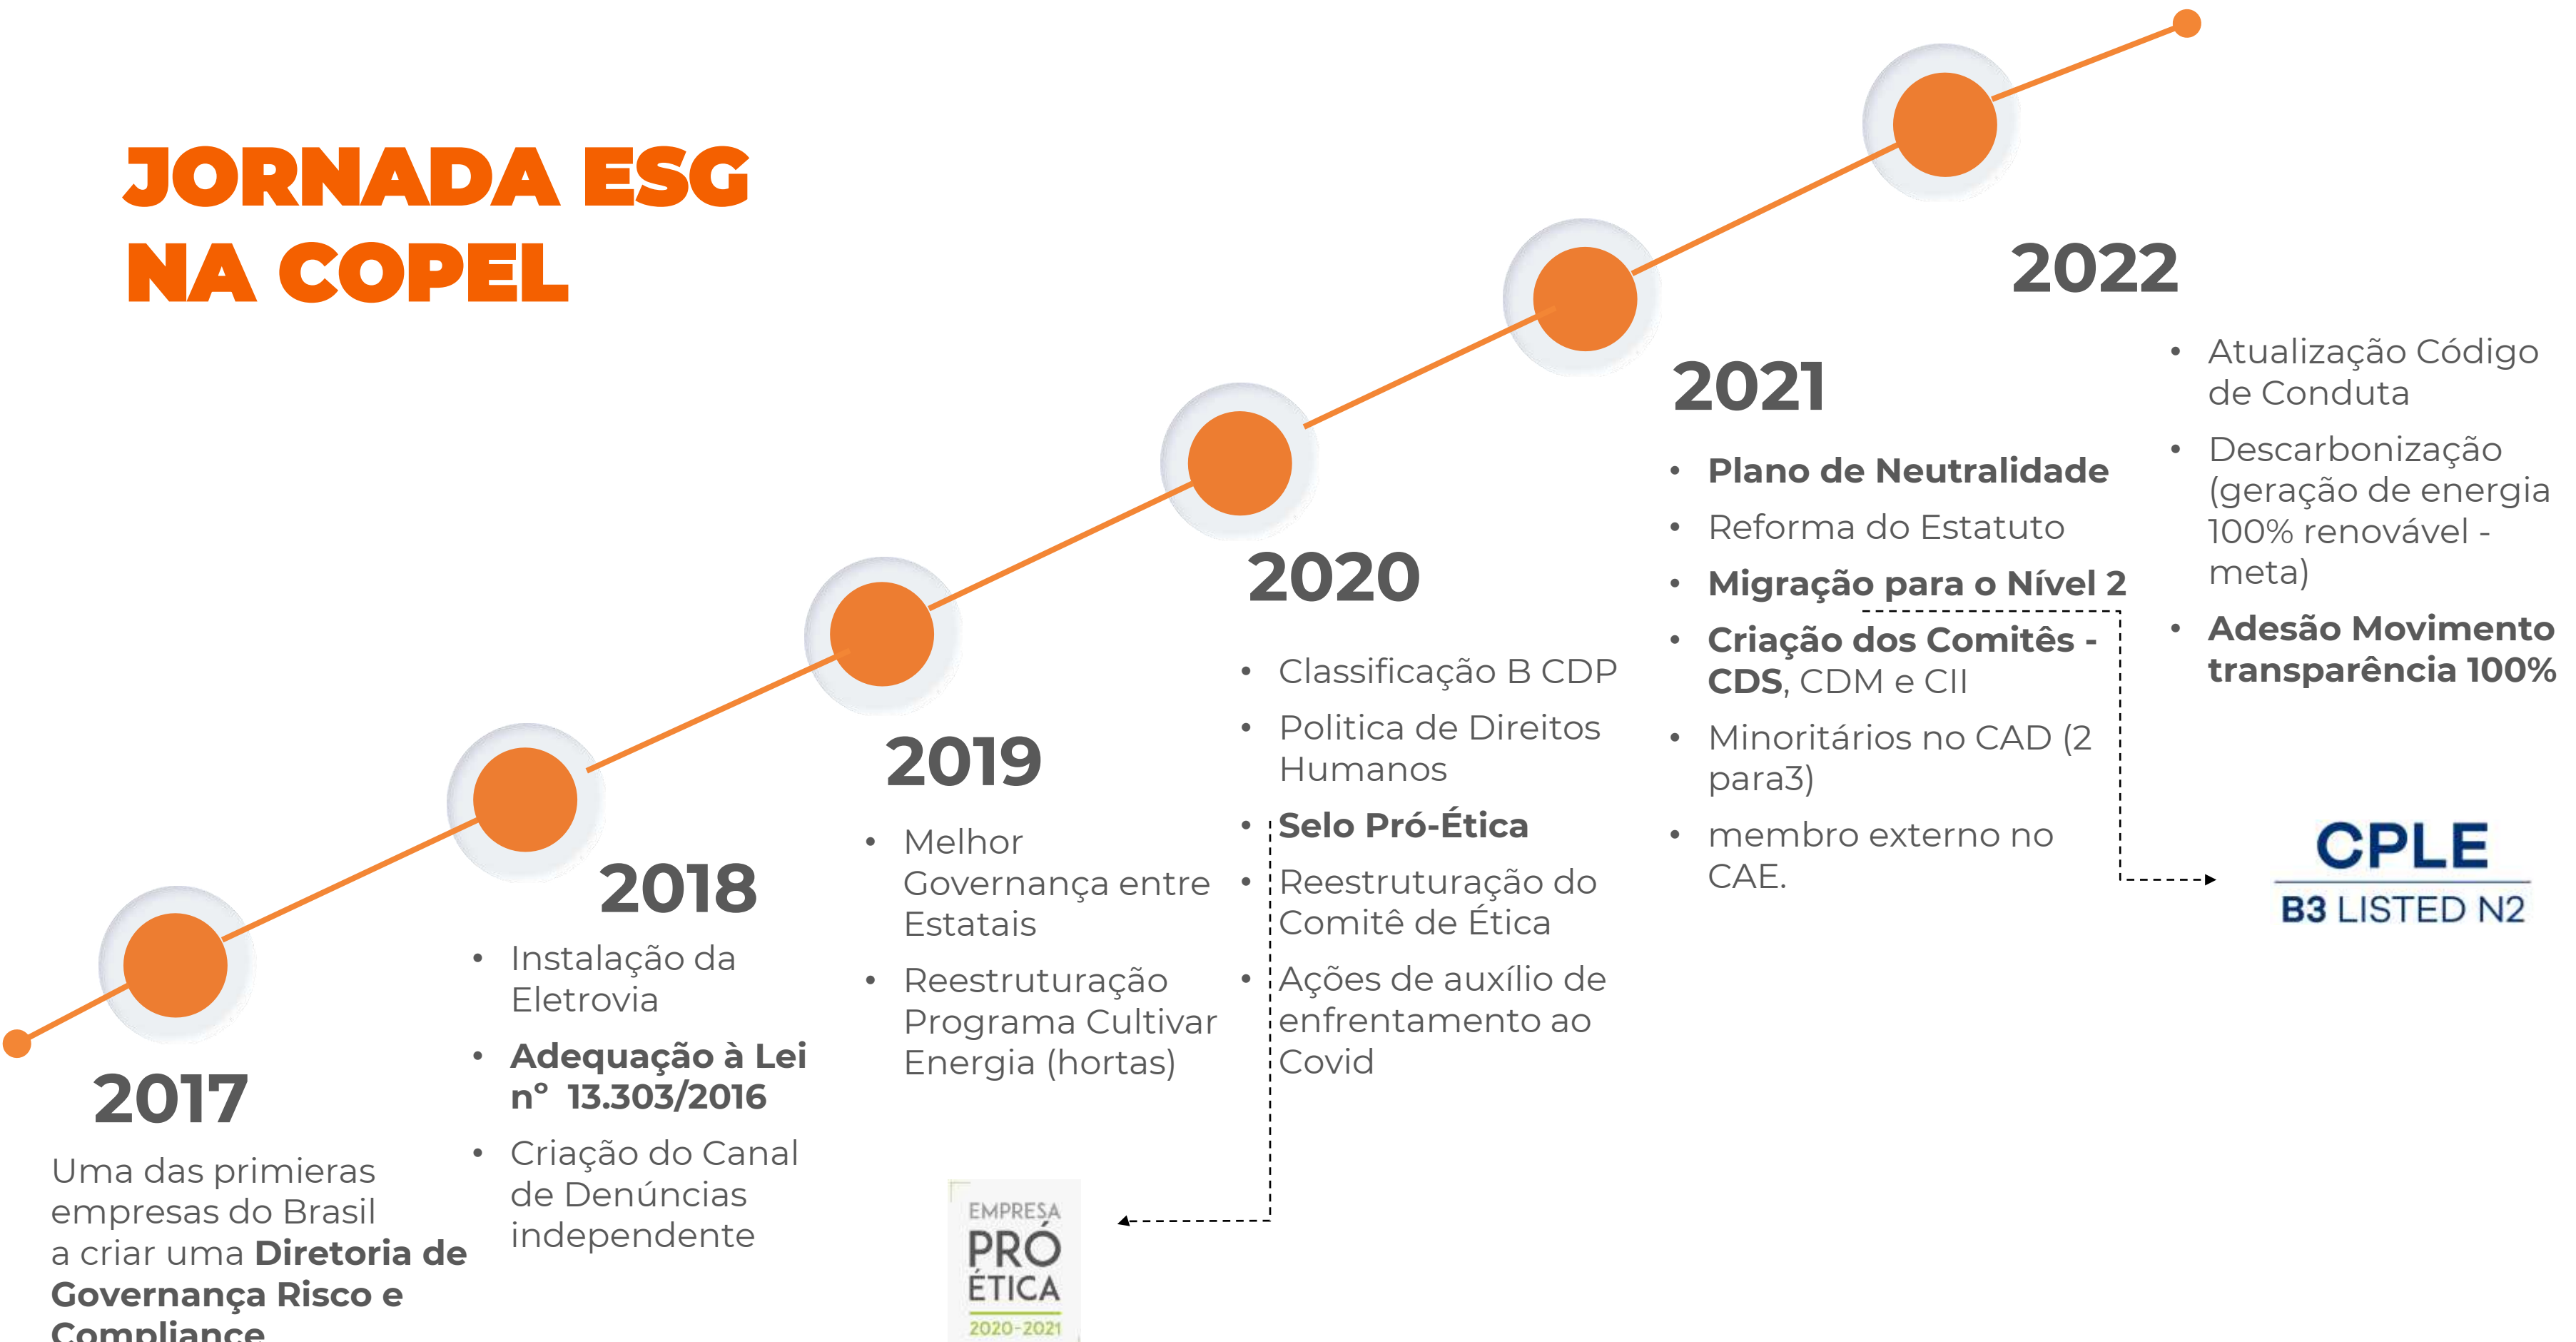 JORNADA ESG
NA COPEL
2017
Uma das primieras
empresas do Brasil
a criar uma Diretoria de
Governança Risco e
Compliance
2018
• Instalação da
Eletrovia
• Adequação à Lei
nº 13.303/2016
• Criação do Canal
de Denúncias
independente
2019
• Melhor
Governança entre
Estatais
• Reestruturação
Programa Cultivar
Energia (hortas)
EMPRESA
PRÓ
ÉTICA
2020-2021
2020
• Classificação B CDP
• Politica de Direitos
Humanos
• Selo Pró-Ética
• Reestruturação do
Comitê de Ética
• Ações de auxílio de
enfrentamento ao
Covid
2021
• Plano de Neutralidade
• Reforma do Estatuto
• Migração para o Nível 2
• Criação dos Comitês -
CDS, CDM e CII
• Minoritários no CAD (2
para3)
• membro externo no
CAE.
2022
• Atualização Código
de Conduta
• Descarbonização
(geração de energia
100% renovável -
meta)
• Adesão Movimento
transparência 100%
CPLE
B3 LISTED N2